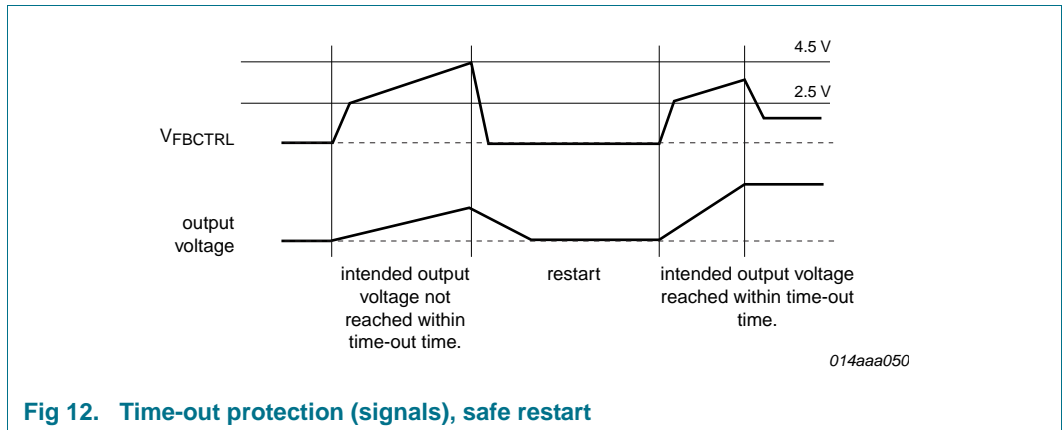 4.5 V
2.5 V
VFBCTRL
output
voltage
intended output
voltage not
reached within
time-out time.
restart
intended output voltage
reached within time-out
time.
014aaa050
Fig 12. Time-out protection (signals), safe restart